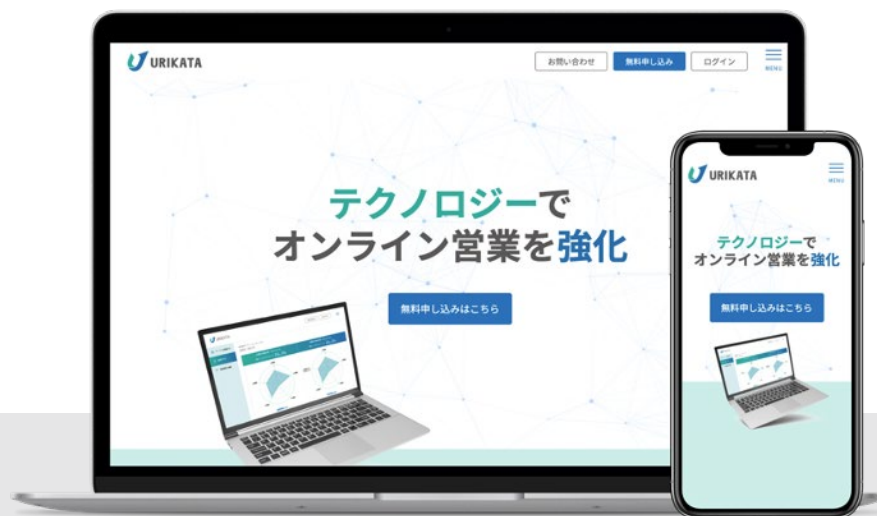 URIKATA
お問い合わせ
無料申し込み
ログイン
MENU
テクノロジーで
オンライン営業を強化
無料申し込みはこちら
URIKATA
MENU
テクノロジーで
オンライン営業を強化
無料申し込みはこちら